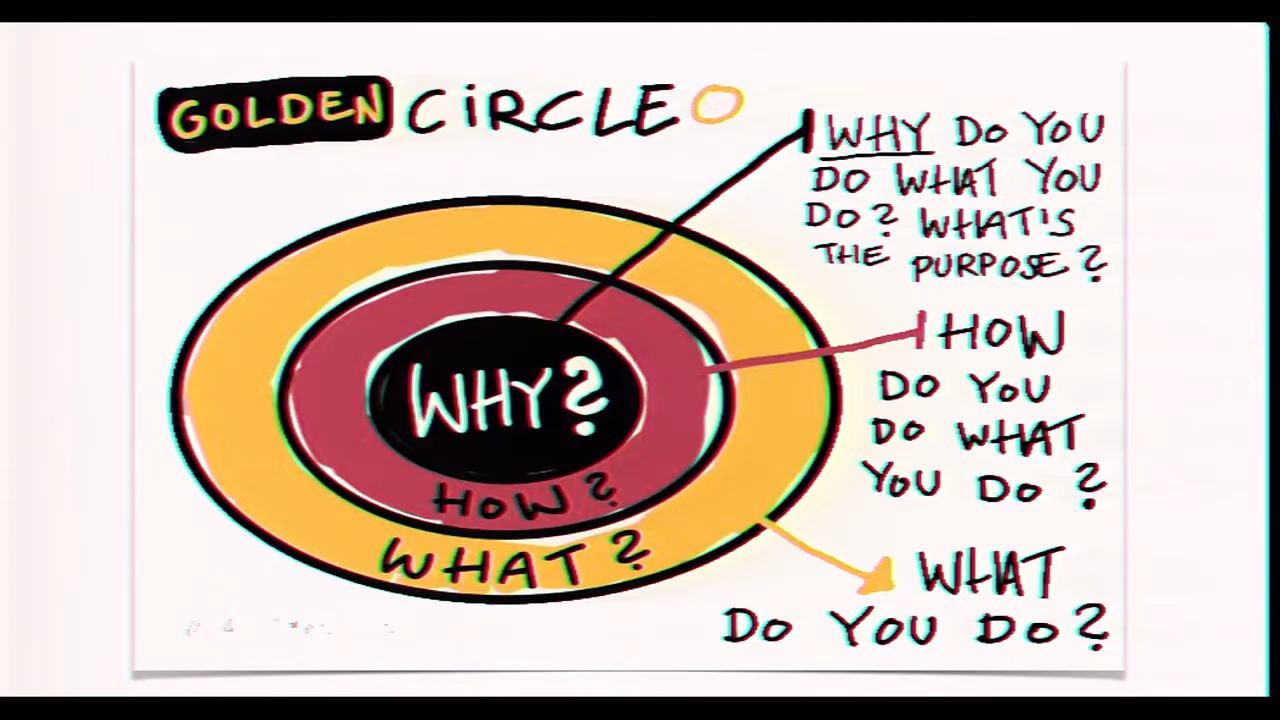 GOLDEN CIRCLE
WHY DO YOU
DO WHAT YOU
DO? WHAT'S
THE PURPOSE?
HOW
DO YOU
DO WHAT
YOU DO?
WHAT
DO YOU DO?
WHY?
HOW?
WHAT?